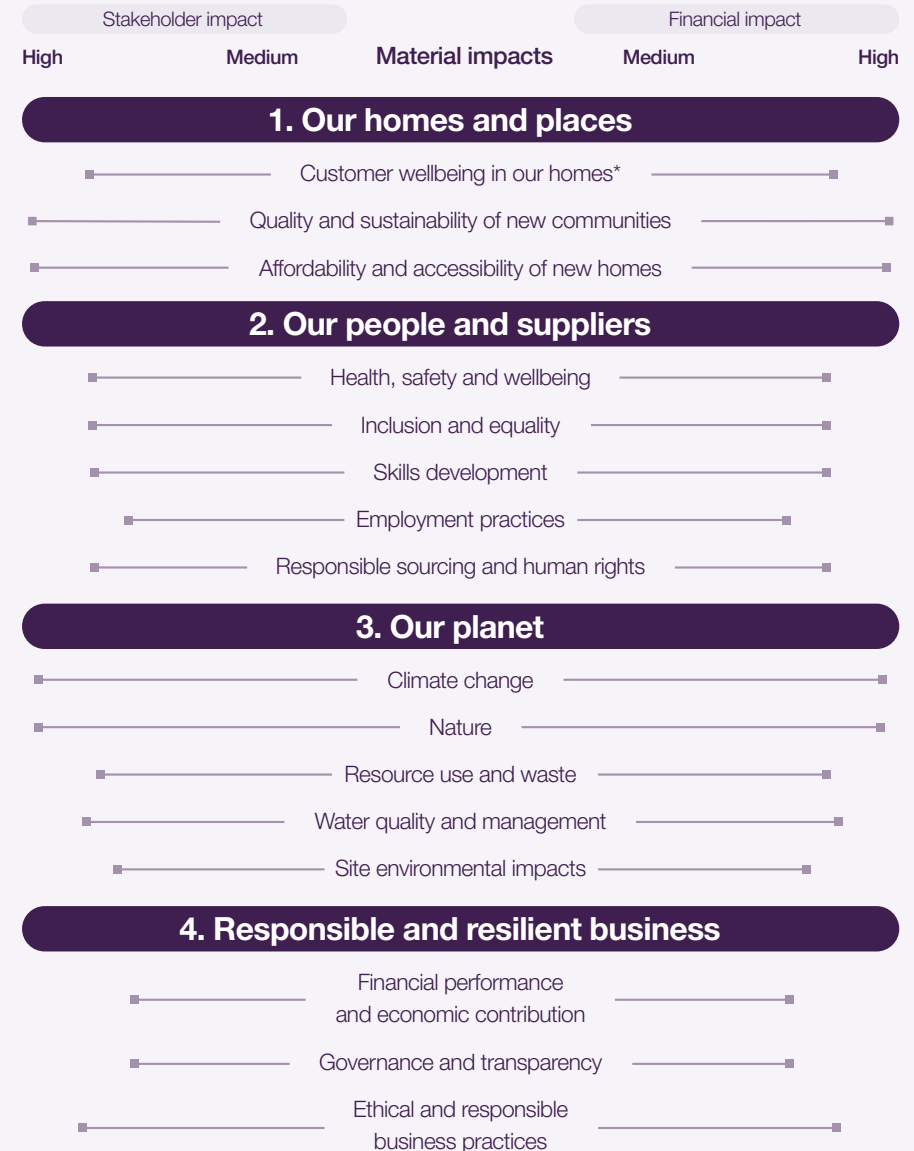 Stakeholder impact Financial impact
High Medium Material impacts Medium High
1. Our homes and places
Customer wellbeing in our homes*
Quality and sustainability of new communities
Affordability and accessibility of new homes
2. Our people and suppliers
Health, safety and wellbeing
Inclusion and equality
Skills development
Employment practices
Responsible sourcing and human rights
3. Our planet
Climate change
Nature
Resource use and waste
Water quality and management
Site environmental impacts
4. Responsible and resilient business
Financial performance
and economic contribution
Governance and transparency
Ethical and responsible
business practices